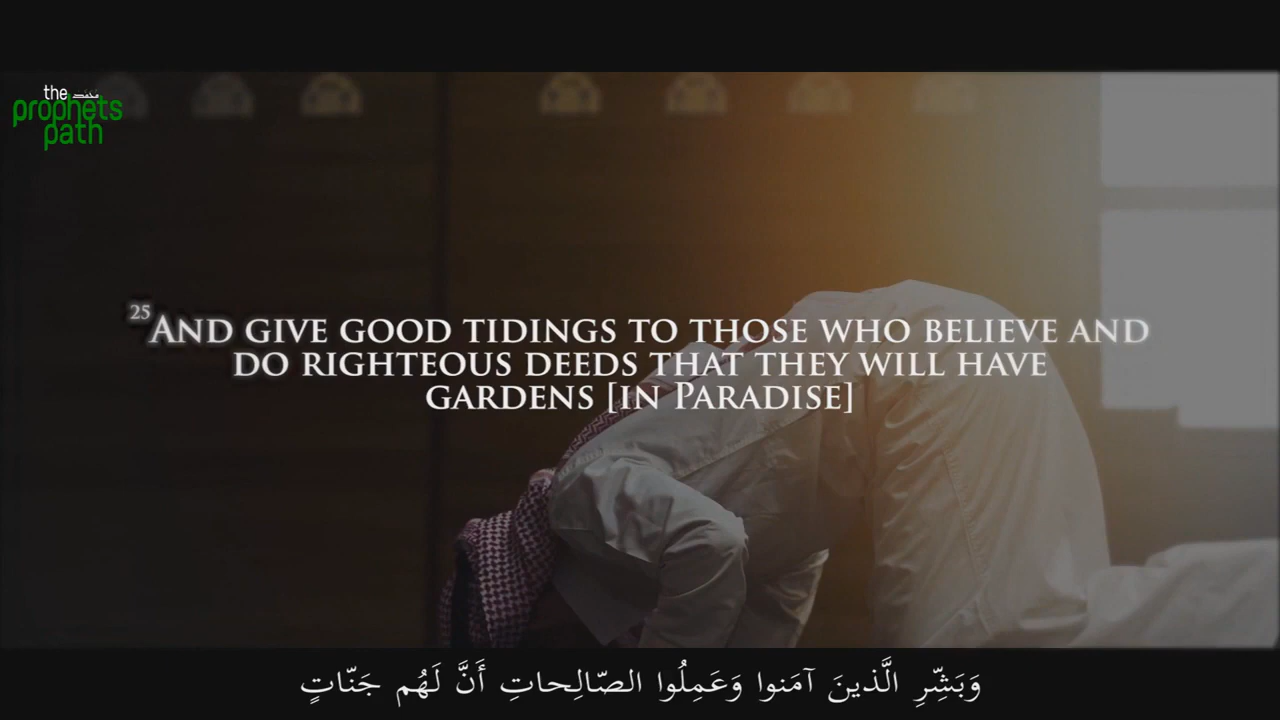 the محمد
prophets
path
25 AND GIVE GOOD TIDINGS TO THOSE WHO BELIEVE AND
DO RIGHTEOUS DEEDS THAT THEY WILL HAVE
GARDENS [IN PARADISE]
وَبَشِّرِ الَّذينَ آمَنوا وَعَمِلُوا الصّالِحاتِ أَنَّ لَهُم جَنّاتٍ